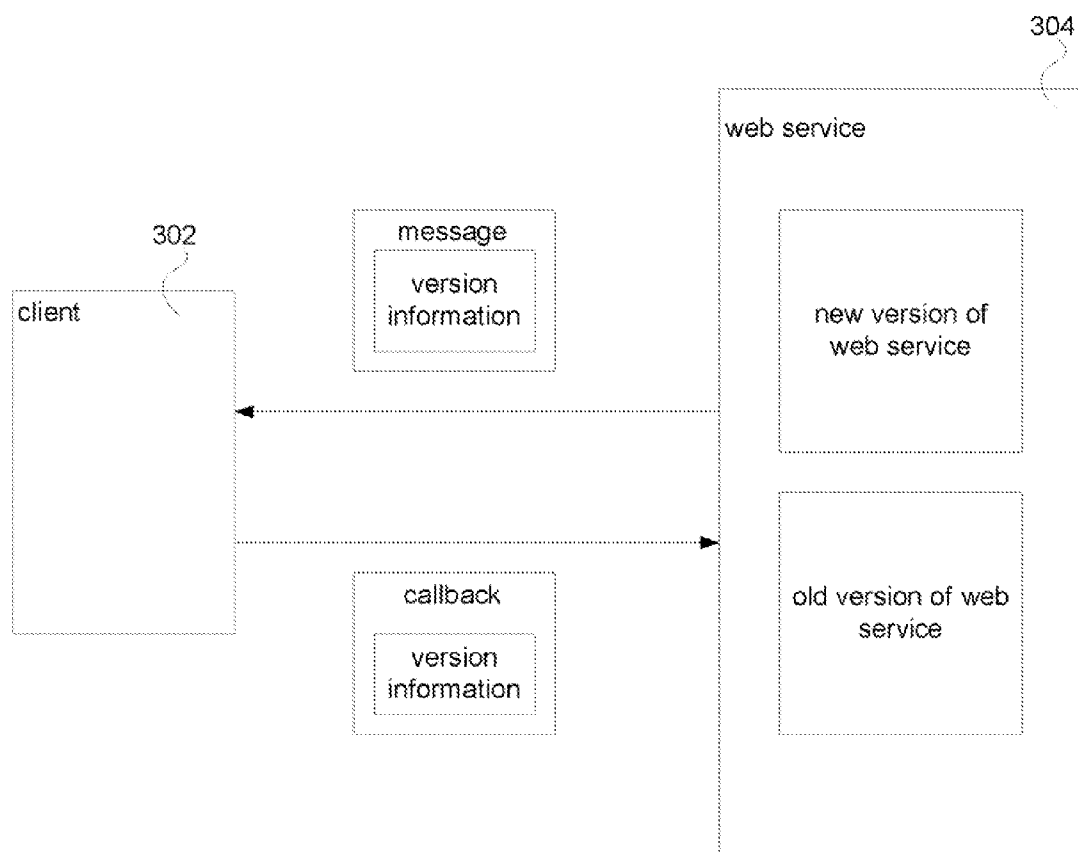 304
web service
302
client
message
version
information
new version of
web service
callback
version
information
old version of web
service